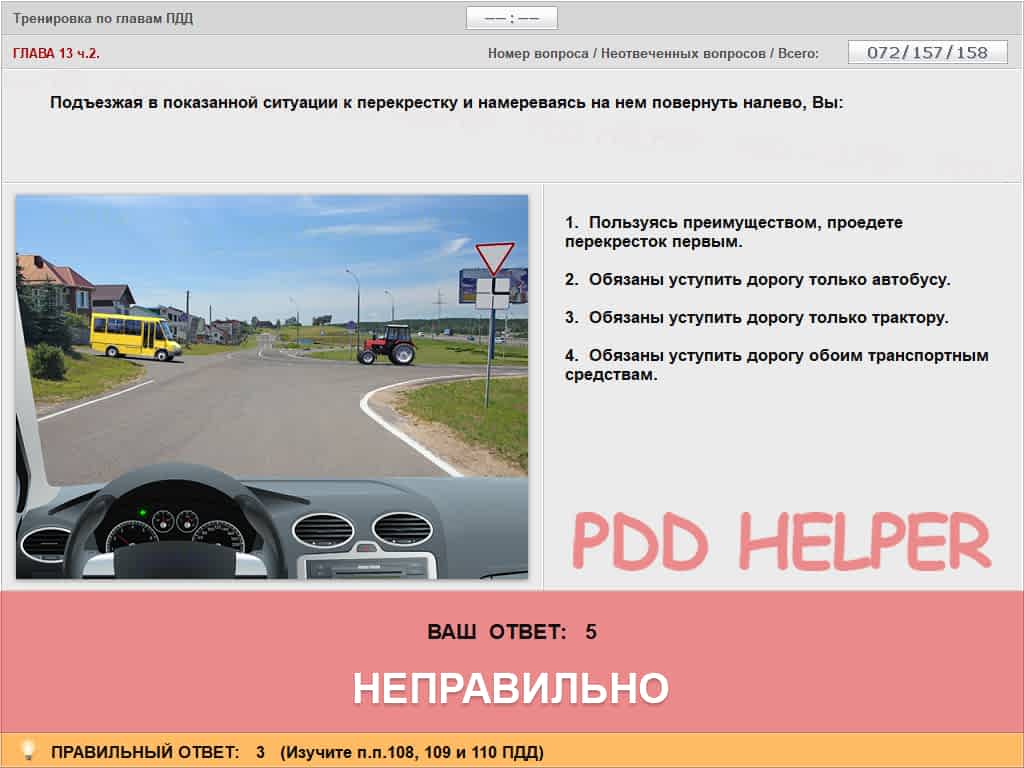 Тренировка по главам ПДД
—— : ——
ГЛАВА 13 ч.2.
Номер вопроса / Неотвеченных вопросов / Всего:
072/157/158
Подъезжая в показанной ситуации к перекрестку и намереваясь на нем повернуть налево, Вы:
1. Пользуясь преимуществом, проедете
перекресток первым.
2. Обязаны уступить дорогу только автобусу.
3. Обязаны уступить дорогу только трактору.
4. Обязаны уступить дорогу обоим транспортным
средствам.
PDD HELPER
ВАШ ОТВЕТ: 5
НЕПРАВИЛЬНО
ПРАВИЛЬНЫЙ ОТВЕТ: 3 (Изучите п.п.108, 109 и 110 ПДД)